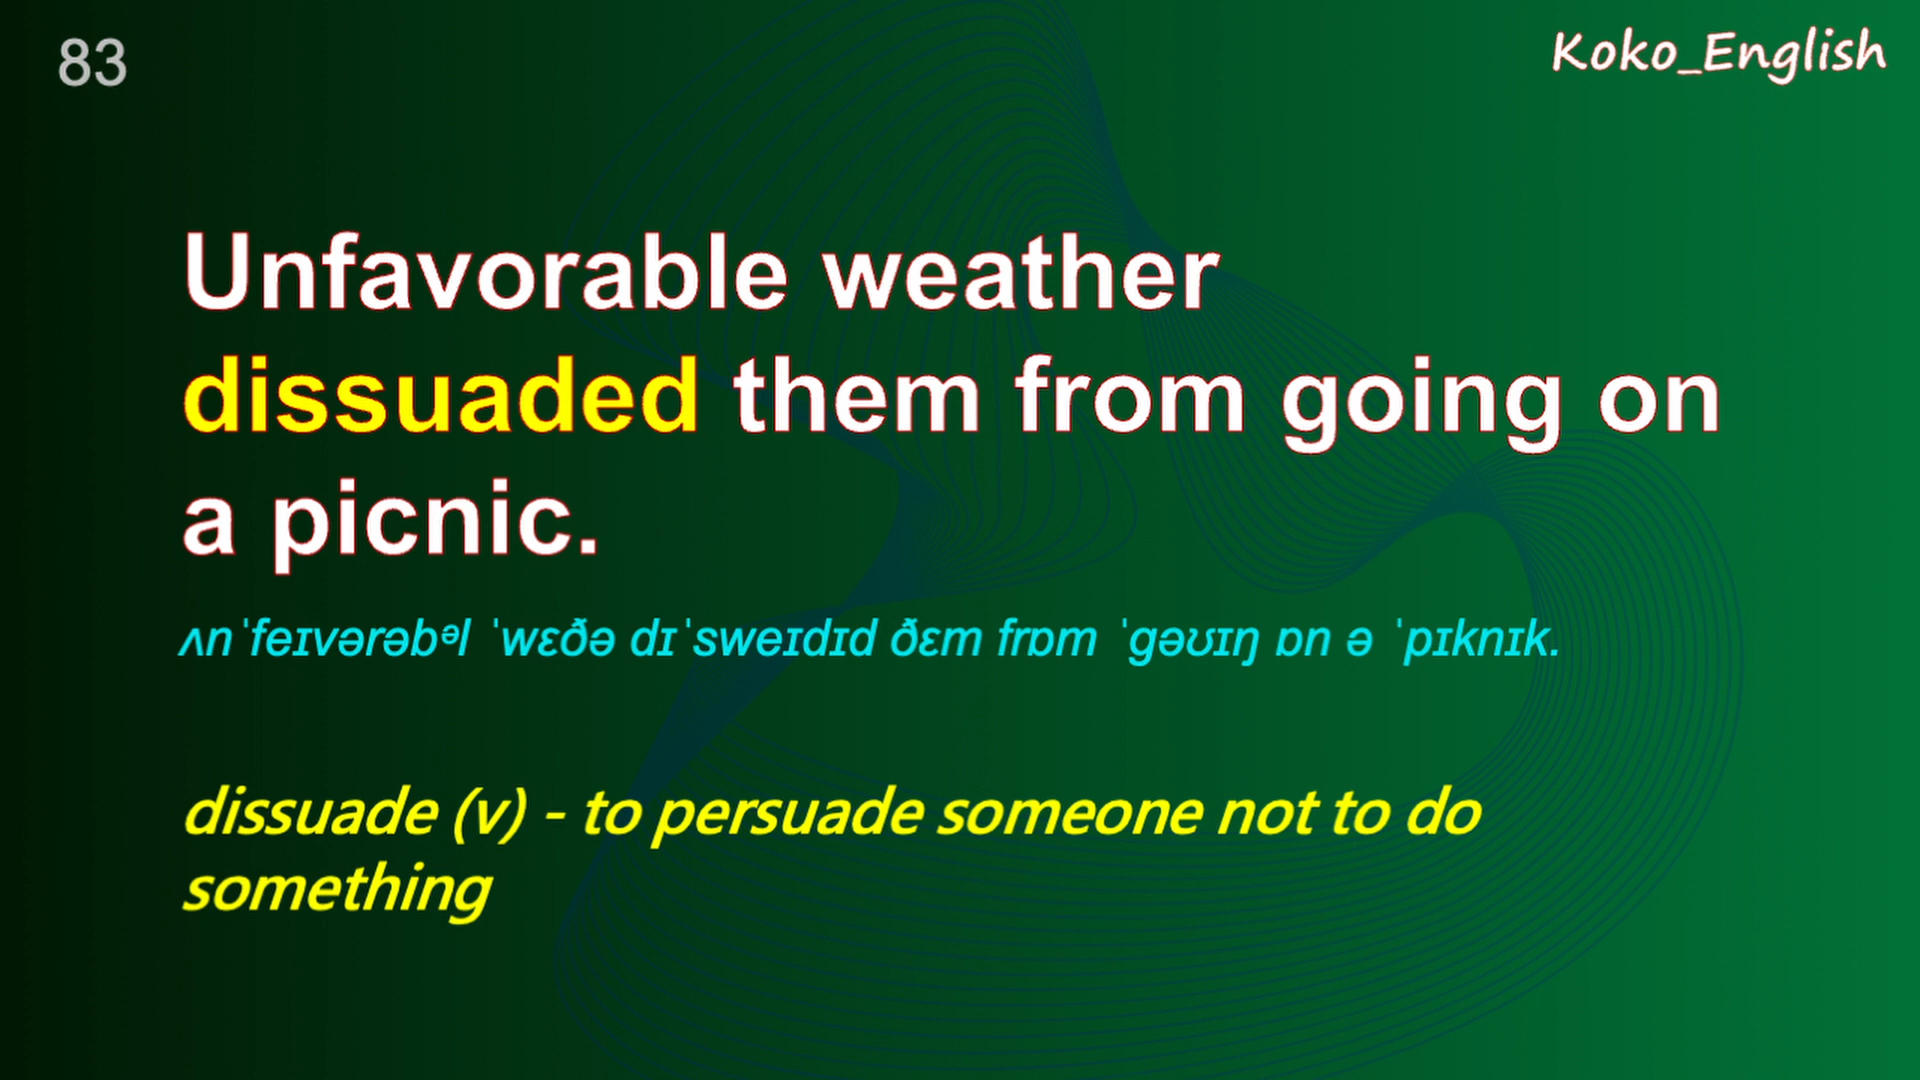 83
Koko_English
Unfavorable weather
dissuaded them from going on
a picnic.
ʌnˈfeɪvərəbᵊl ˈwɛðə dɪˈsweɪdɪd ðɛm frɒm ˈgəʊɪŋ ɒn ə ˈpɪknɪk.
dissuade (v) - to persuade someone not to do
something